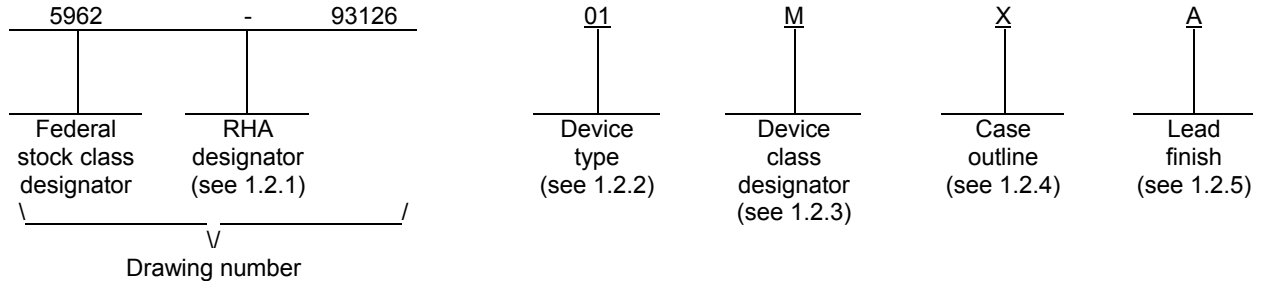 5962 - 93126 01 M X A
Federal stock class designator
RHA designator (see 1.2.1)
Device type (see 1.2.2)
Device class designator (see 1.2.3)
Case outline (see 1.2.4)
Lead finish (see 1.2.5)
\ /
\/
Drawing number